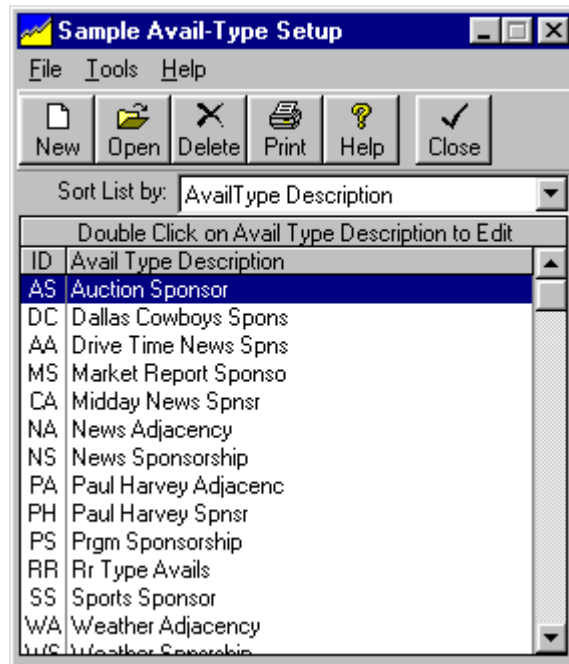 Sample Avail-Type Setup
File Tools Help
New Open Delete Print Help Close
Sort List by: AvailType Description
Double Click on Avail Type Description to Edit
ID Avail Type Description
AS Auction Sponsor
DC Dallas Cowboys Spons
AA Drive Time News Spns
MS Market Report Sponso
CA Midday News Spnsr
NA News Adjacency
NS News Sponsorship
PA Paul Harvey Adjacenc
PH Paul Harvey Spnsr
PS Prgm Sponsorship
RR Rr Type Avails
SS Sports Sponsor
WA Weather Adjacency
WS Weather Spnsrship